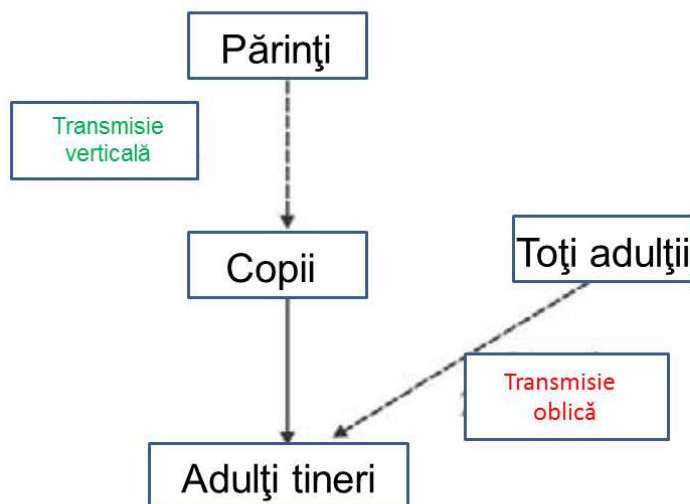 Părinţi
Transmisie
verticală
Copii
Toţi adulţii
Transmisie
oblică
Adulţi tineri